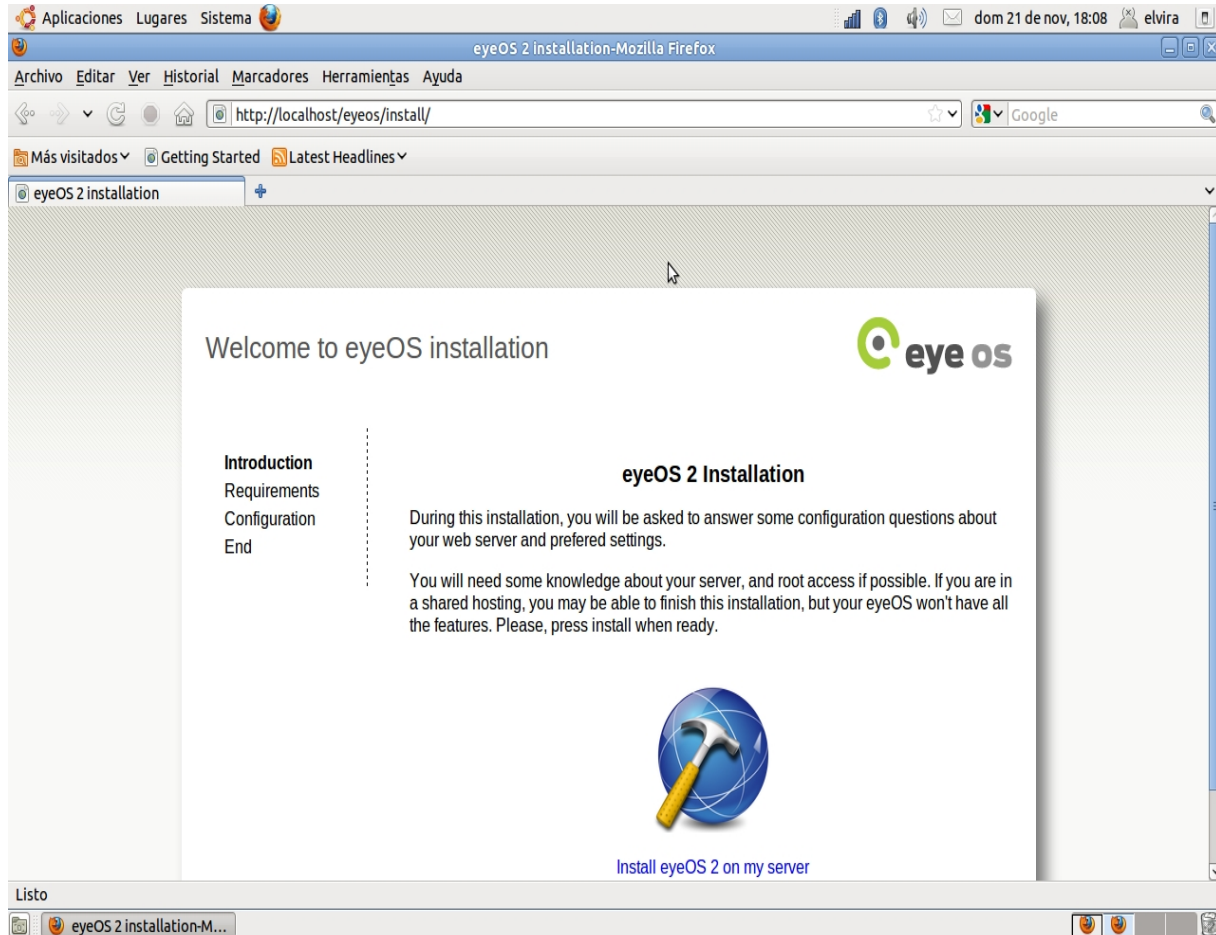 Aplicaciones Lugares Sistema dom 21 de nov, 18:08 elvira
eyeOS 2 installation-Mozilla Firefox
Archivo Editar Ver Historial Marcadores Herramientas Ayuda
http://localhost/eyeos/install/ Google
Más visitados Getting Started Latest Headlines
eyeOS 2 installation
Welcome to eyeOS installation
eye os
Introduction
Requirements
Configuration
End
eyeOS 2 Installation
During this installation, you will be asked to answer some configuration questions about
your web server and prefered settings.
You will need some knowledge about your server, and root access if possible. If you are in
a shared hosting, you may be able to finish this installation, but your eyeOS won't have all
the features. Please, press install when ready.
Install eyeOS 2 on my server
Listo
eyeOS 2 installation-M...